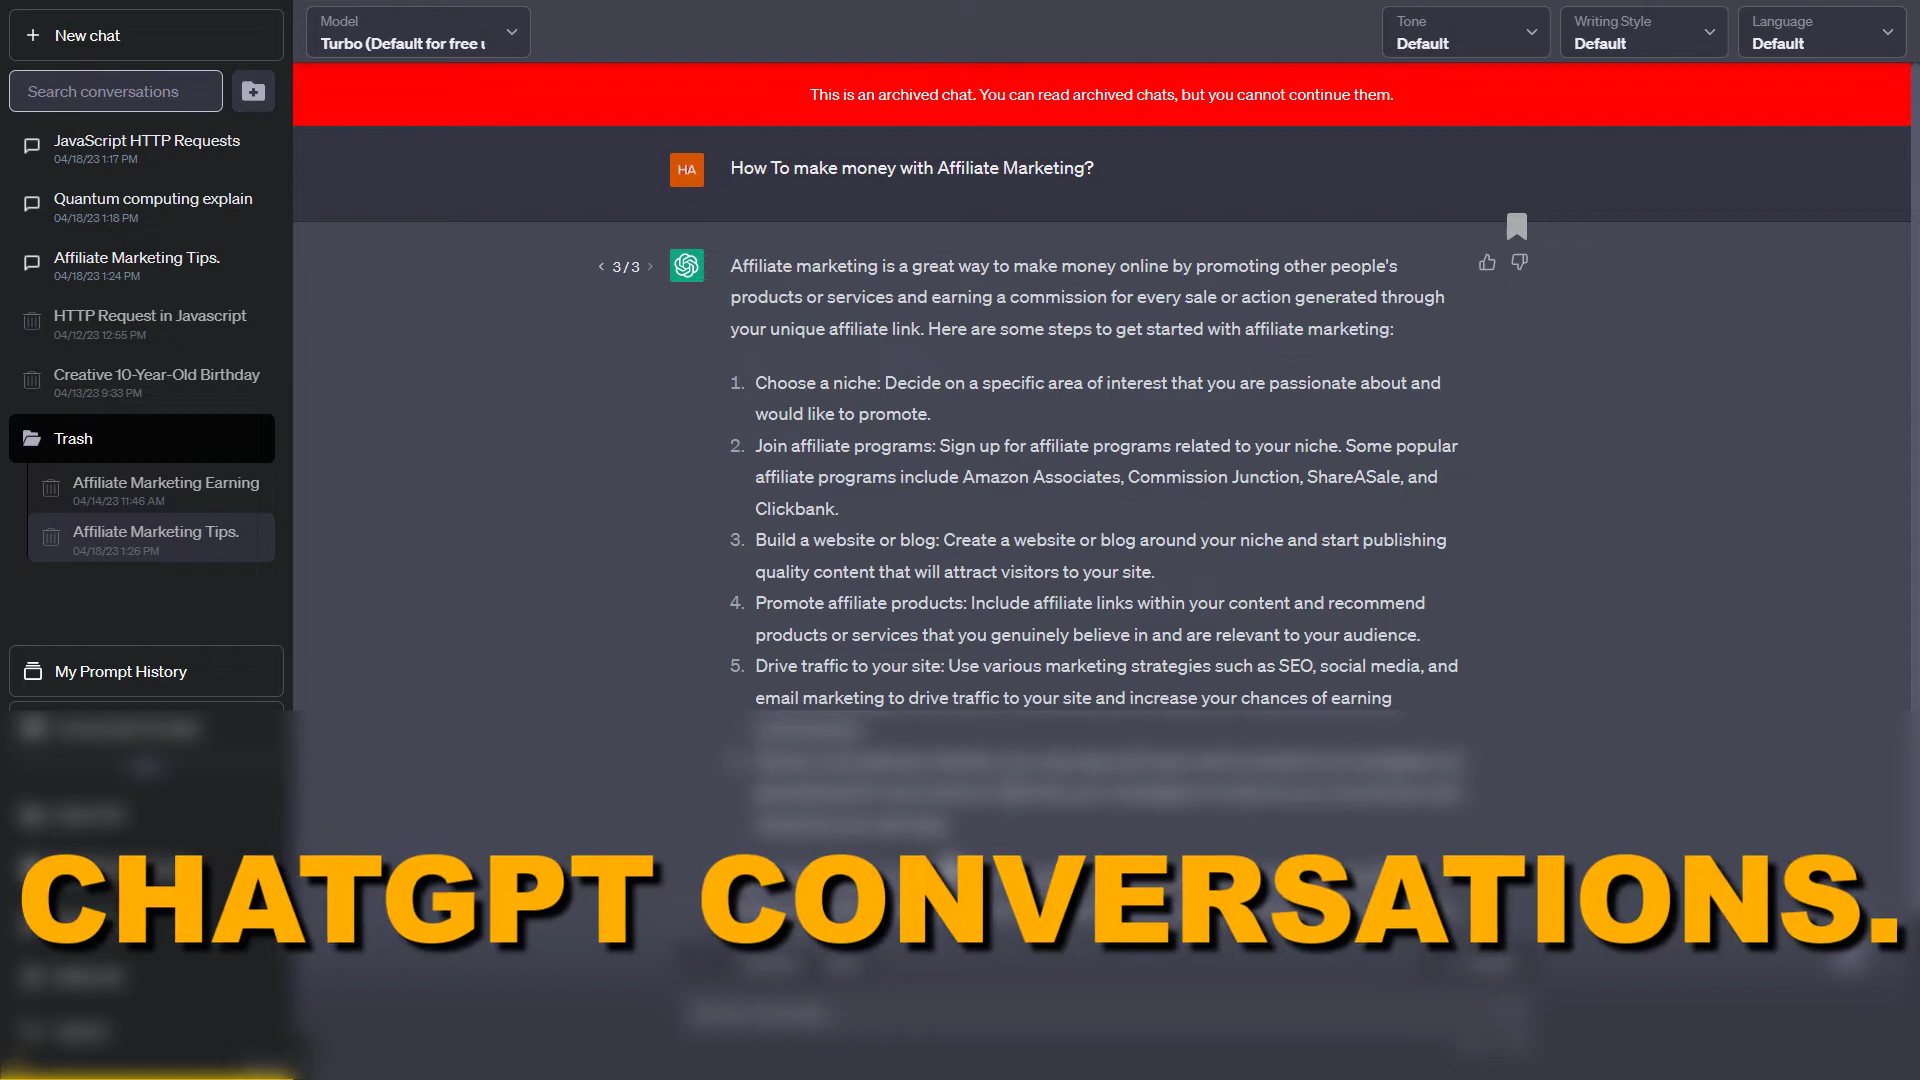 New chat
Model
Turbo (Default for free u
Tone
Default
Writing Style
Default
Language
Default
Search conversations
This is an archived chat. You can read archived chats, but you cannot continue them.
JavaScript HTTP Requests
04/18/23 1:17 PM
Quantum computing explain
04/18/23 1:18 PM
Affiliate Marketing Tips.
04/18/23 1:24 PM
HTTP Request in Javascript
04/12/23 12:55 PM
Creative 10-Year-Old Birthday
04/13/23 9:33 PM
Trash
Affiliate Marketing Earning
04/14/23 11:46 AM
Affiliate Marketing Tips.
04/18/23 1:26 PM
My Prompt History
HA
How To make money with Affiliate Marketing?
< 3 / 3 >
Affiliate marketing is a great way to make money online by promoting other people's
products or services and earning a commission for every sale or action generated through
your unique affiliate link. Here are some steps to get started with affiliate marketing:
1. Choose a niche: Decide on a specific area of interest that you are passionate about and
would like to promote.
2. Join affiliate programs: Sign up for affiliate programs related to your niche. Some popular
affiliate programs include Amazon Associates, Commission Junction, ShareASale, and
Clickbank.
3. Build a website or blog: Create a website or blog around your niche and start publishing
quality content that will attract visitors to your site.
4. Promote affiliate products: Include affiliate links within your content and recommend
products or services that you genuinely believe in and are relevant to your audience.
5. Drive traffic to your site: Use various marketing strategies such as SEO, social media, and
email marketing to drive traffic to your site and increase your chances of earning
CHATGPT CONVERSATIONS.